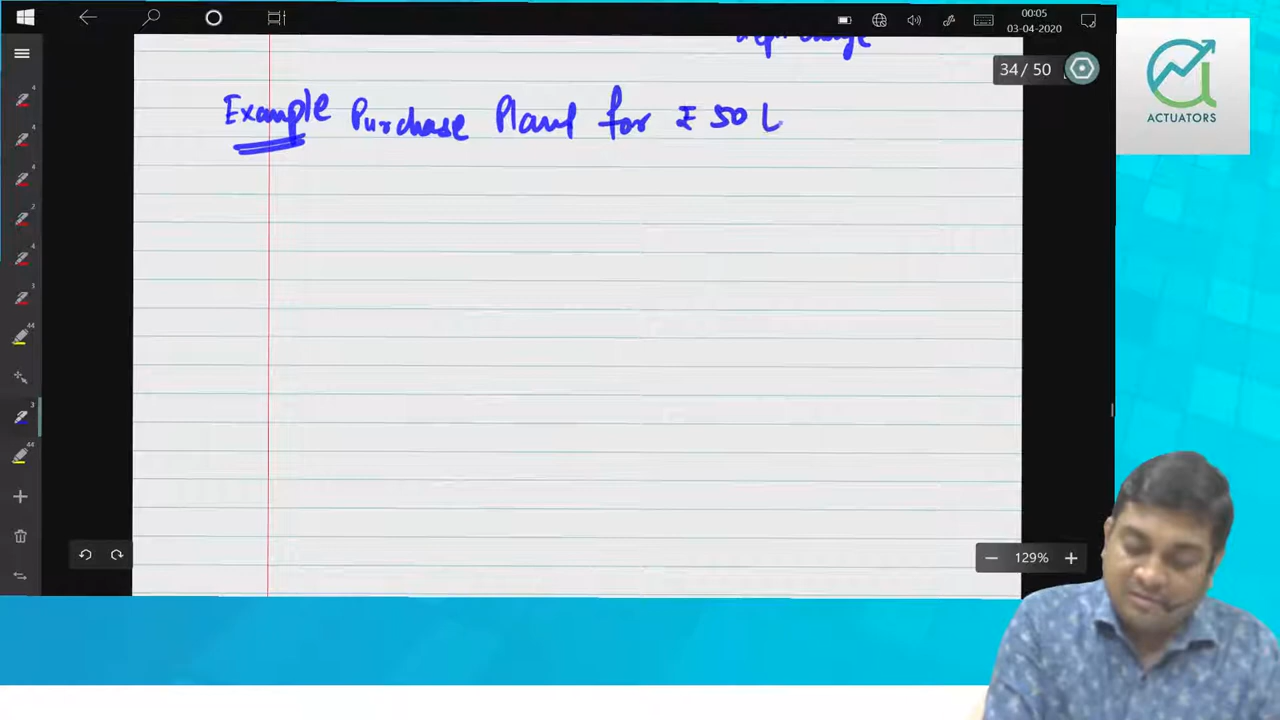 00:05
03-04-2020
34 / 50
Example Purchase Plant for ₹ 50 L
ACTUATORS
129%